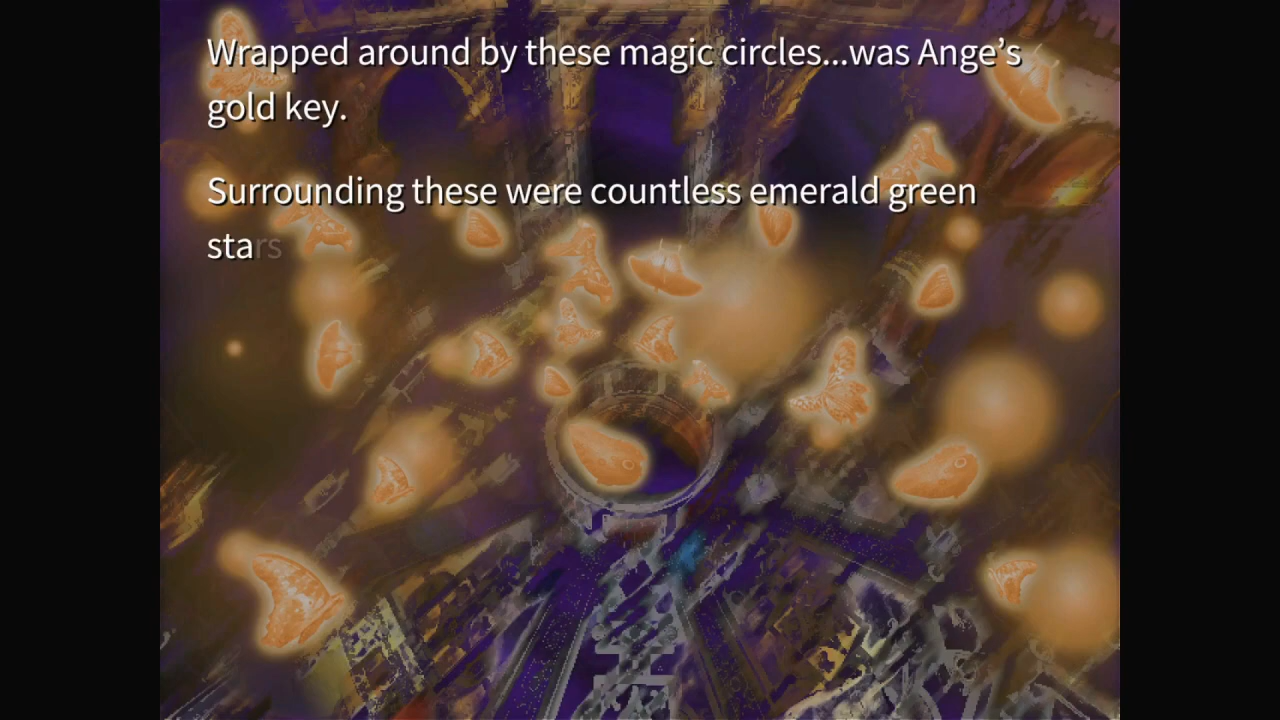 Wrapped around by these magic circles...was Ange’s
gold key.
Surrounding these were countless emerald green
stars